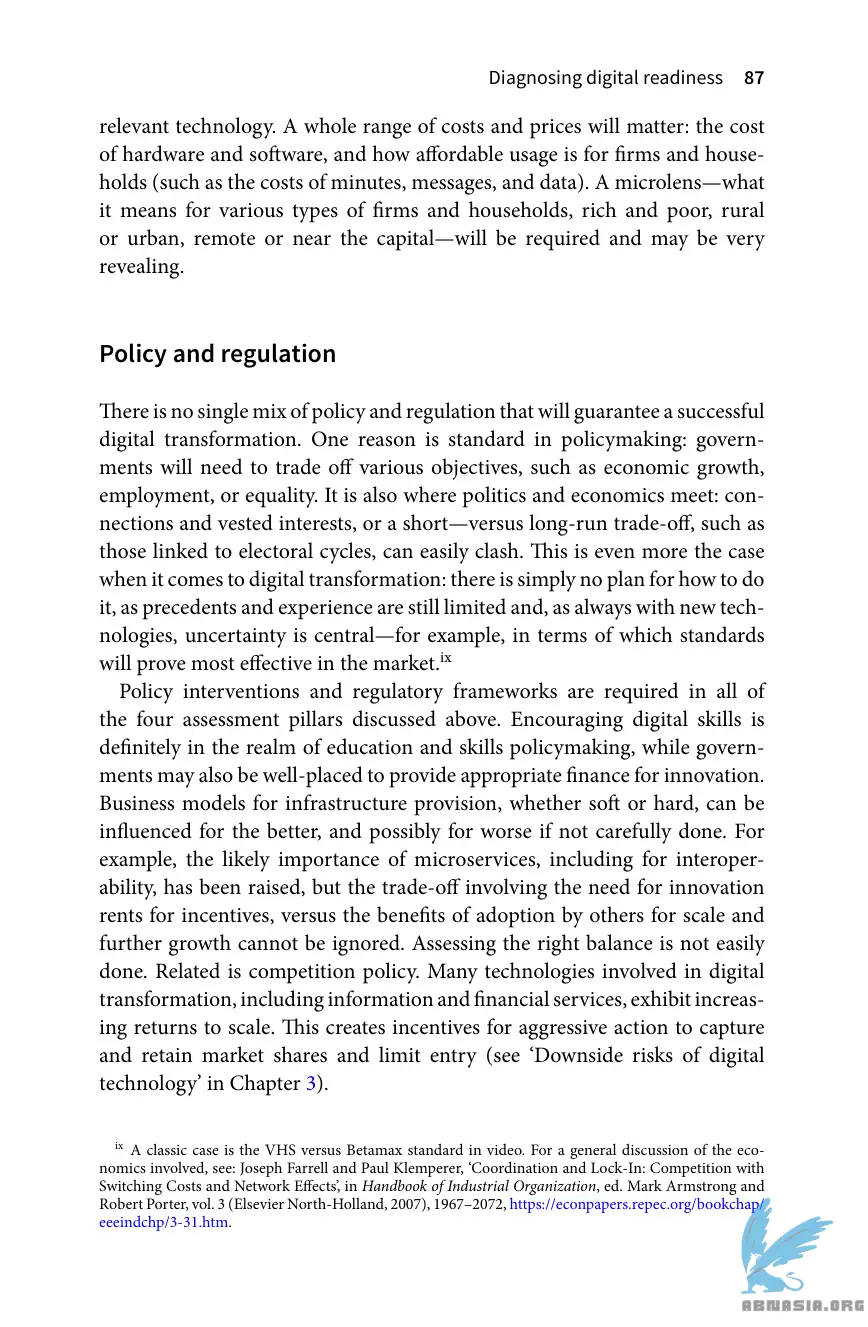 Diagnosing digital readiness 87
relevant technology. A whole range of costs and prices will matter: the cost
of hardware and software, and how affordable usage is for firms and house-
holds (such as the costs of minutes, messages, and data). A microlens—what
it means for various types of firms and households, rich and poor, rural
or urban, remote or near the capital—will be required and may be very
revealing.
Policy and regulation
There is no single mix of policy and regulation that will guarantee a successful
digital transformation. One reason is standard in policymaking: govern-
ments will need to trade off various objectives, such as economic growth,
employment, or equality. It is also where politics and economics meet: con-
nections and vested interests, or a short—versus long-run trade-off, such as
those linked to electoral cycles, can easily clash. This is even more the case
when it comes to digital transformation: there is simply no plan for how to do
it, as precedents and experience are still limited and, as always with new tech-
nologies, uncertainty is central—for example, in terms of which standards
will prove most effective in the market.ix
Policy interventions and regulatory frameworks are required in all of
the four assessment pillars discussed above. Encouraging digital skills is
definitely in the realm of education and skills policymaking, while govern-
ments may also be well-placed to provide appropriate finance for innovation.
Business models for infrastructure provision, whether soft or hard, can be
influenced for the better, and possibly for worse if not carefully done. For
example, the likely importance of microservices, including for interoper-
ability, has been raised, but the trade-off involving the need for innovation
rents for incentives, versus the benefits of adoption by others for scale and
further growth cannot be ignored. Assessing the right balance is not easily
done. Related is competition policy. Many technologies involved in digital
transformation, including information and financial services, exhibit increas-
ing returns to scale. This creates incentives for aggressive action to capture
and retain market shares and limit entry (see ‘Downside risks of digital
technology’ in Chapter 3).
ix A classic case is the VHS versus Betamax standard in video. For a general discussion of the eco-
nomics involved, see: Joseph Farrell and Paul Klemperer, ‘Coordination and Lock-In: Competition with
Switching Costs and Network Effects’, in Handbook of Industrial Organization, ed. Mark Armstrong and
Robert Porter, vol. 3 (Elsevier North-Holland, 2007), 1967–2072, https://econpapers.repec.org/bookchap/
eeeindchp/3-31.htm.
ABNASIA.ORG